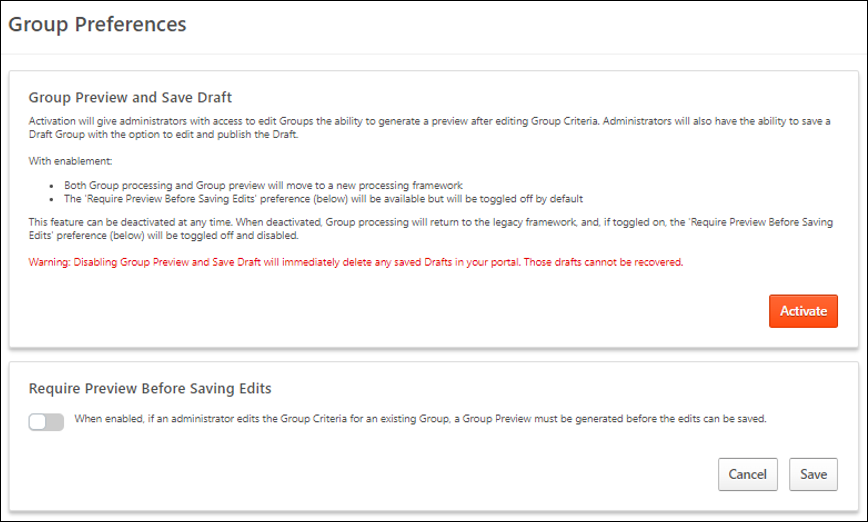 Group Preferences
Group Preview and Save Draft
Activation will give administrators with access to edit Groups the ability to generate a preview after editing Group Criteria. Administrators will also have the ability to save a
Draft Group with the option to edit and publish the Draft.
With enablement:
• Both Group processing and Group preview will move to a new processing framework
• The 'Require Preview Before Saving Edits' preference (below) will be available but will be toggled off by default
This feature can be deactivated at any time. When deactivated, Group processing will return to the legacy framework, and, if toggled on, the 'Require Preview Before Saving
Edits' preference (below) will be toggled off and disabled.
Warning: Disabling Group Preview and Save Draft will immediately delete any saved Drafts in your portal. Those drafts cannot be recovered.
Activate
Require Preview Before Saving Edits
When enabled, if an administrator edits the Group Criteria for an existing Group, a Group Preview must be generated before the edits can be saved.
Cancel Save